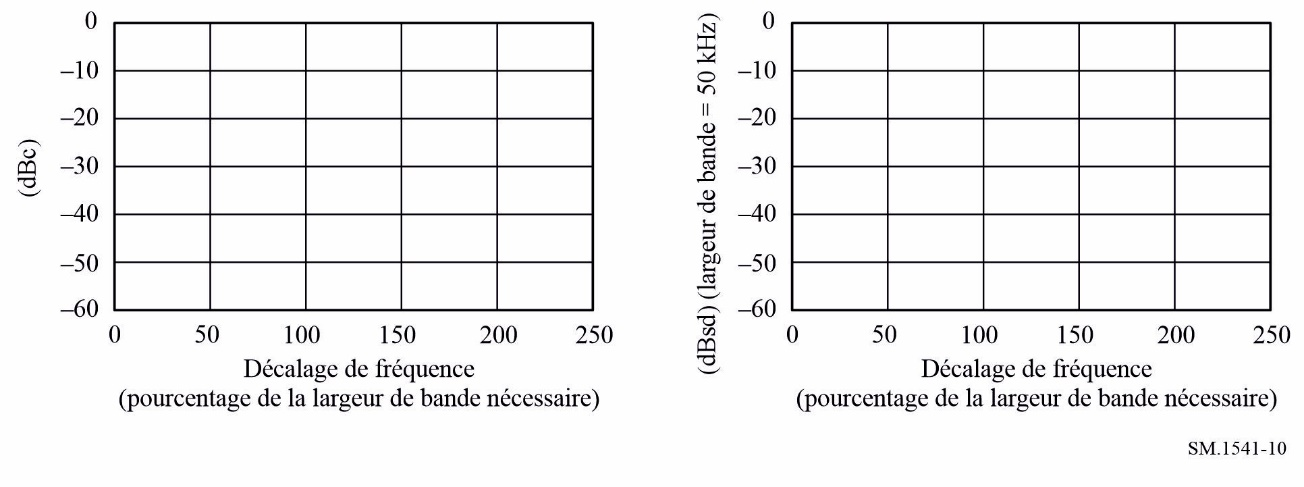 (dBc)
0
–10
–20
–30
–40
–50
–60
0 50 100 150 200 250
Décalage de fréquence
(pourcentage de la largeur de bande nécessaire)
(dBsd) (largeur de bande = 50 kHz)
0
–10
–20
–30
–40
–50
–60
0 50 100 150 200 250
Décalage de fréquence
(pourcentage de la largeur de bande nécessaire)
SM.1541-10